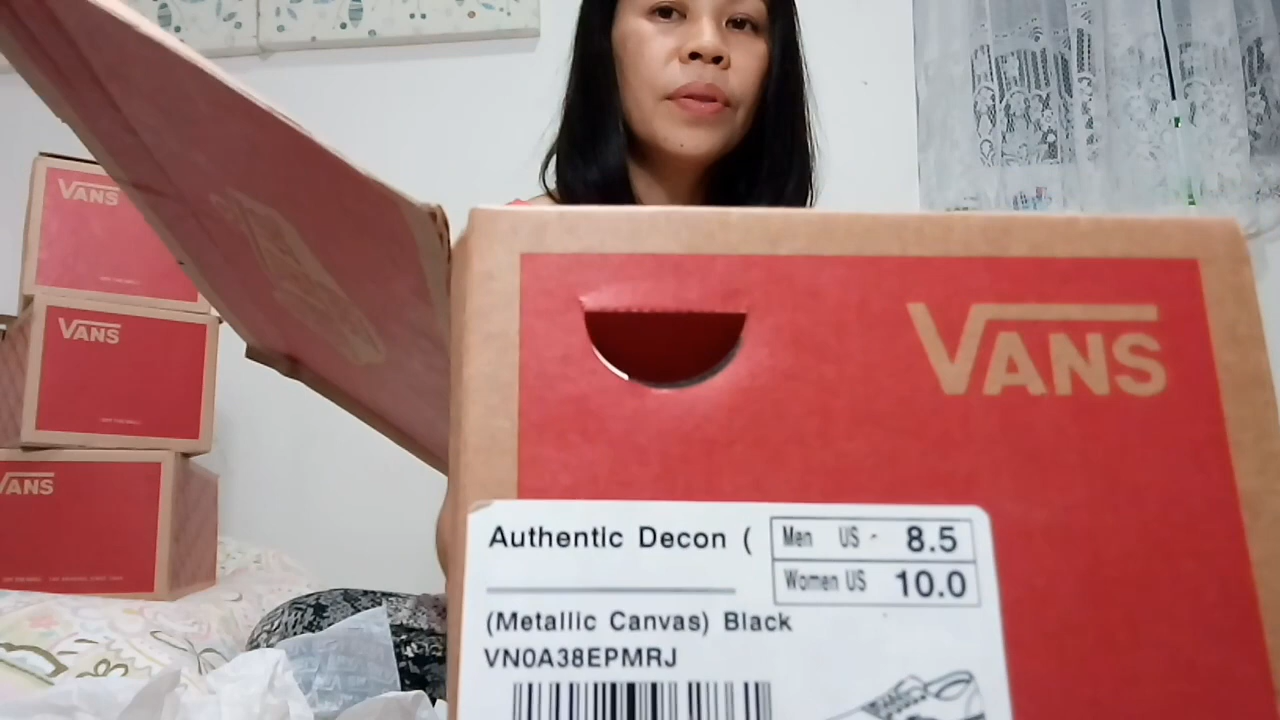 VANS
VANS
VANS
VANS
Authentic Decon (
Men US - 8.5
Women US 10.0
(Metallic Canvas) Black
VN0A38EPMRJ